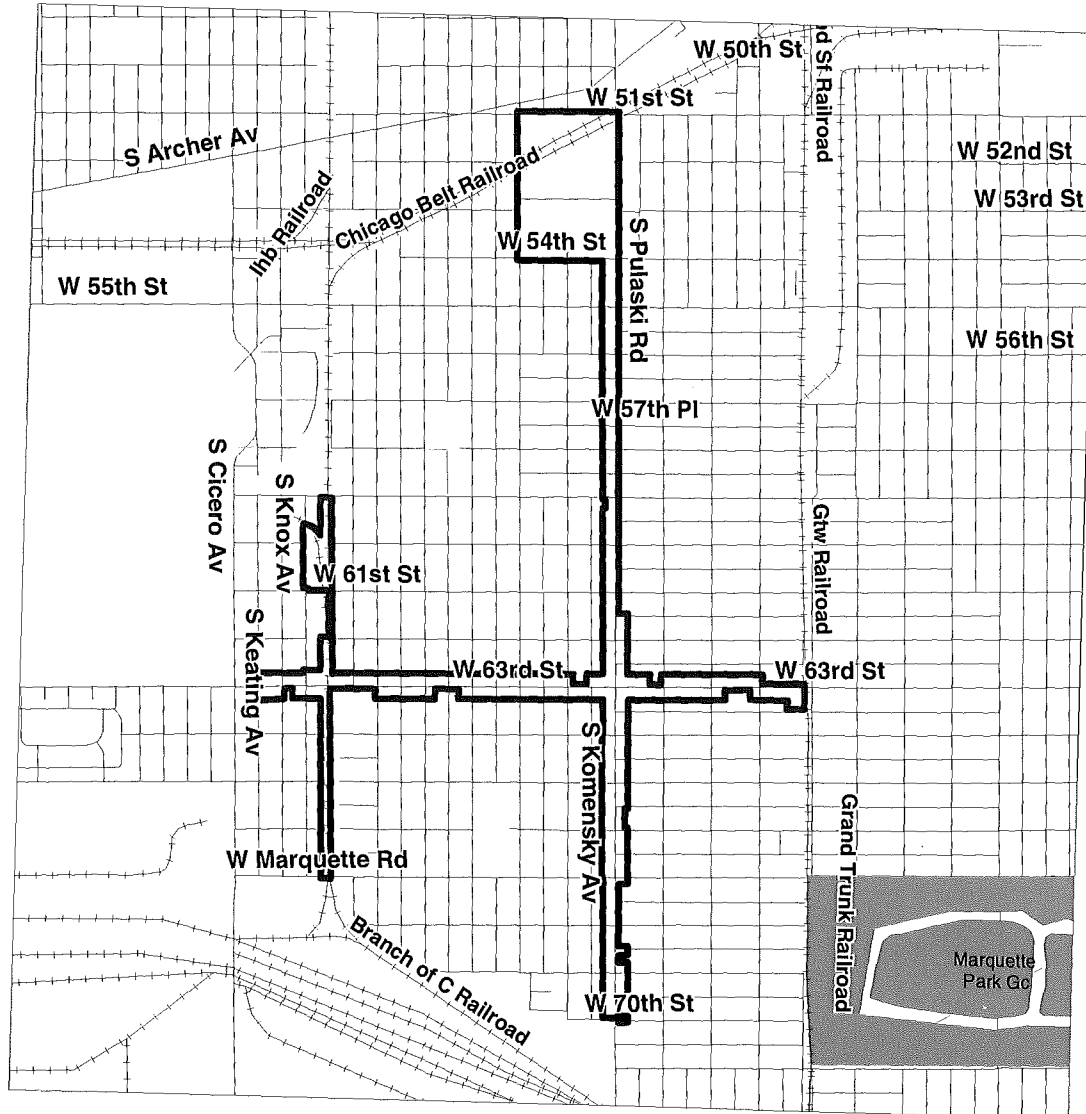 W 50th St
d Sf Railroad
W 51st St
S Archer Av
W 52nd St
Chicago Belt Railroad
Ihb Railroad
W 53rd St
S Pulaski Rd
W 54th St
W 55th St
W 56th St
W 57th Pl
S Cicero Av
S Knox Av
Gtw Railroad
W 61st St
S Keating Av
W 63rd St
W 63rd St
S Komensky Av
Grand Trunk Railroad
W Marquette Rd
Branch of C Railroad
Marquette
Park Gc
W 70th St